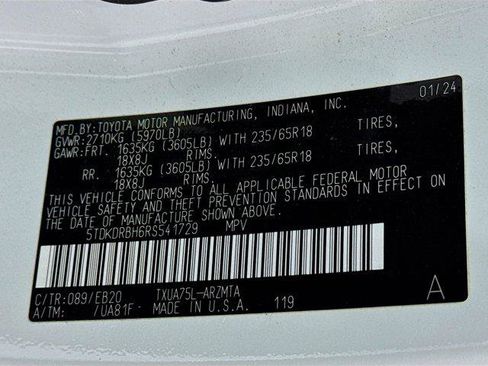 MFD. BY:TOYOTA MOTOR MANUFACTURING, INDIANA, INC. 01/24
GVWR:2710KG (5970LB)
GAWR:FRT. 1635KG (3605LB) WITH 235/65R18 TIRES,
18X8J RIMS.
RR. 1635KG (3605LB) WITH 235/65R18 TIRES,
18X8J RIMS.
THIS VEHICLE CONFORMS TO ALL APPLICABLE FEDERAL MOTOR
VEHICLE SAFETY AND THEFT PREVENTION STANDARDS IN EFFECT ON
THE DATE OF MANUFACTURE SHOWN ABOVE.
5TDKDRBH6RS541729 MPV
C/TR:089/EB20 TXUA75L-ARZMTA
A/TM: /UA81F MADE IN U.S.A. 119 A